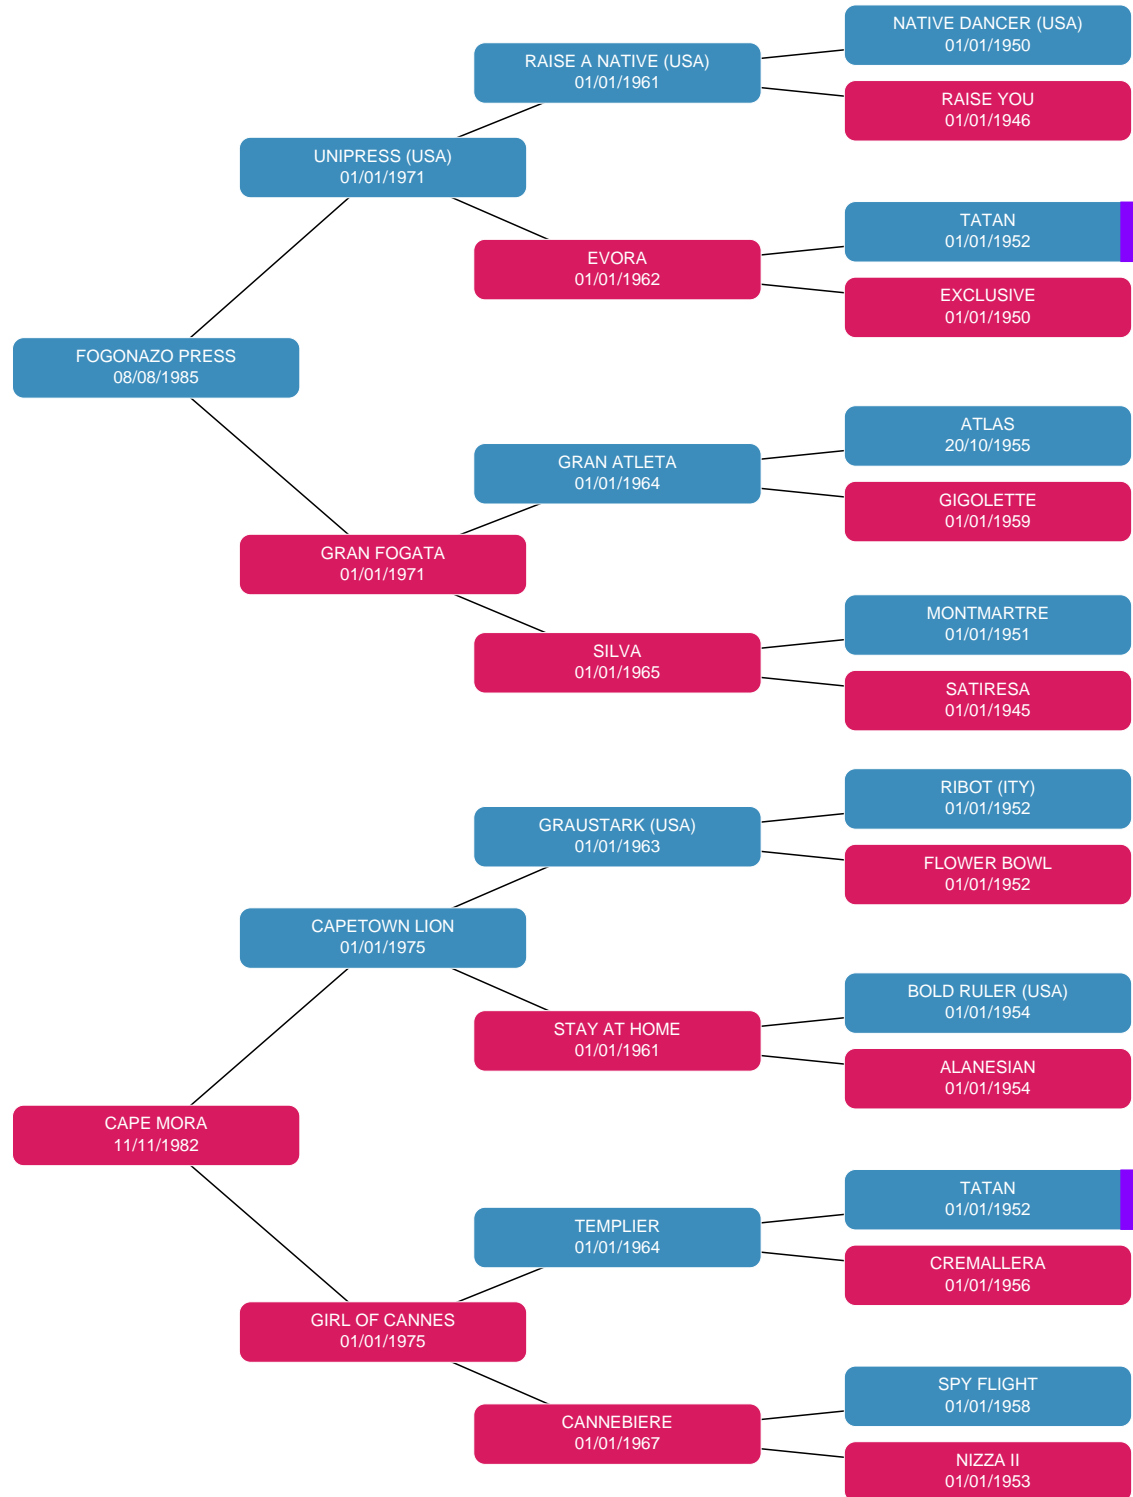 NATIVE DANCER (USA)
01/01/1950
RAISE A NATIVE (USA)
01/01/1961
RAISE YOU
01/01/1946
UNIPRESS (USA)
01/01/1971
TATAN
01/01/1952
EVORA
01/01/1962
EXCLUSIVE
01/01/1950
FOGONAZO PRESS
08/08/1985
ATLAS
20/10/1955
GRAN ATLETA
01/01/1964
GIGOLETTE
01/01/1959
GRAN FOGATA
01/01/1971
MONTMARTRE
01/01/1951
SILVA
01/01/1965
SATIRESA
01/01/1945
RIBOT (ITY)
01/01/1952
GRAUSTARK (USA)
01/01/1963
FLOWER BOWL
01/01/1952
CAPETOWN LION
01/01/1975
BOLD RULER (USA)
01/01/1954
STAY AT HOME
01/01/1961
ALANESIAN
01/01/1954
CAPE MORA
11/11/1982
TATAN
01/01/1952
TEMPLIER
01/01/1964
CREMALLERA
01/01/1956
GIRL OF CANNES
01/01/1975
SPY FLIGHT
01/01/1958
CANNEBIERE
01/01/1967
NIZZA II
01/01/1953